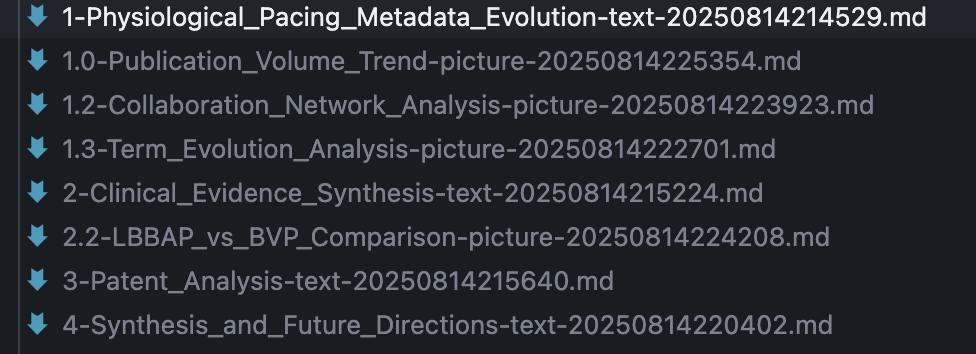 1-Physiological_Pacing_Metadata_Evolution-text-20250814214529.md
1.0-Publication_Volume_Trend-picture-20250814225354.md
1.2-Collaboration_Network_Analysis-picture-20250814223923.md
1.3-Term_Evolution_Analysis-picture-20250814222701.md
2-Clinical_Evidence_Synthesis-text-20250814215224.md
2.2-LBBAP_vs_BVP_Comparison-picture-20250814224208.md
3-Patent_Analysis-text-20250814215640.md
4-Synthesis_and_Future_Directions-text-20250814220402.md